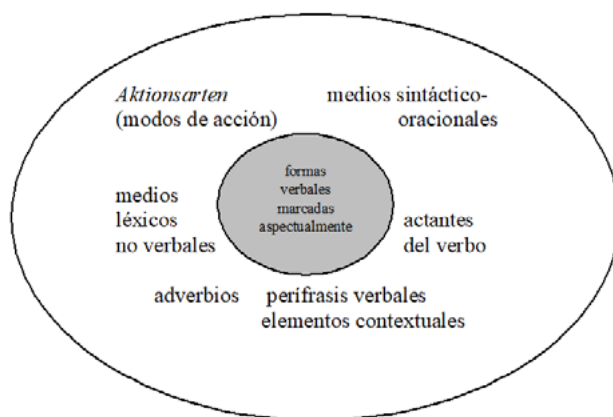 Aktionsarten
(modos de acción)
medios sintáctico-
oracionales
formas
verbales
marcadas
aspectualmente
medios
léxicos
no verbales
actantes
del verbo
adverbios
perífrasis verbales
elementos contextuales